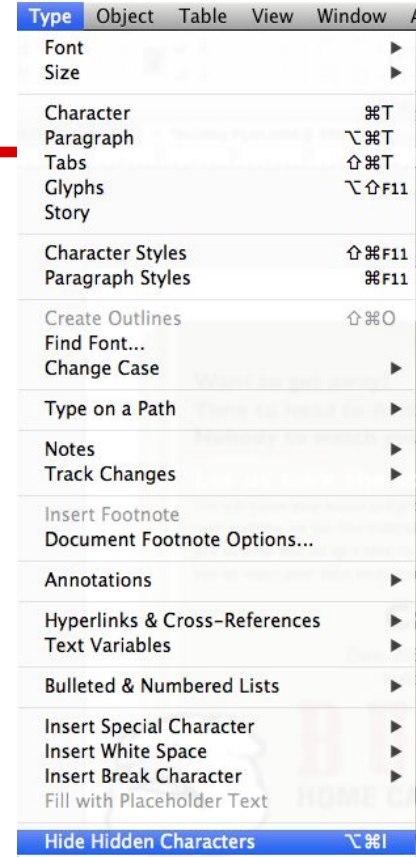 Type Object Table View Window
Font ▶
Size ▶
Character ⌘T
Paragraph ⌥⌘T
Tabs ⇧⌘T
Glyphs ⌥⇧F11
Story
Character Styles ⇧⌘F11
Paragraph Styles ⌘F11
Create Outlines ⇧⌘O
Find Font...
Change Case ▶
Type on a Path ▶
Notes ▶
Track Changes ▶
Insert Footnote
Document Footnote Options...
Annotations ▶
Hyperlinks & Cross-References ▶
Text Variables ▶
Bulleted & Numbered Lists ▶
Insert Special Character ▶
Insert White Space ▶
Insert Break Character ▶
Fill with Placeholder Text
Hide Hidden Characters ⌥⌘I